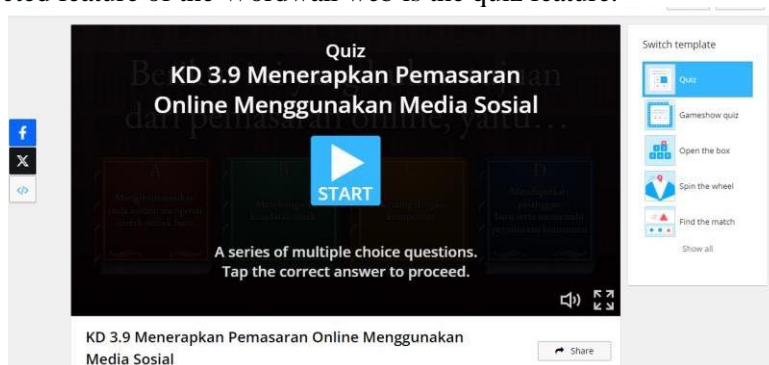 feature of the Wordwall web is the quiz feature.
Quiz
KD 3.9 Menerapkan Pemasaran
Online Menggunakan Media Sosial
START
A series of multiple choice questions.
Tap the correct answer to proceed.
KD 3.9 Menerapkan Pemasaran Online Menggunakan
Media Sosial
Share
Switch template
Quiz
Gameshow quiz
Open the box
Spin the wheel
Find the match
Show all